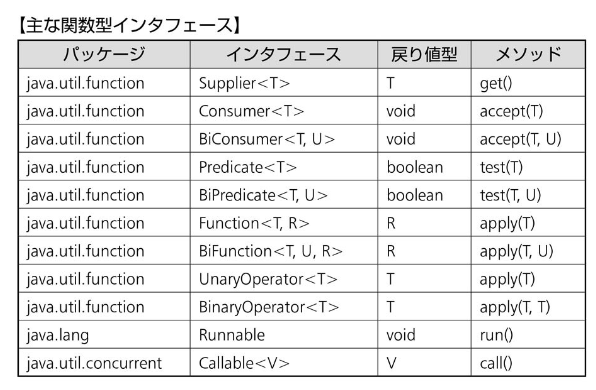 【主な関数型インタフェース】
パッケージ インタフェース 戻り値型 メソッド
java.util.function Supplier<T> T get()
java.util.function Consumer<T> void accept(T)
java.util.function BiConsumer<T, U> void accept(T, U)
java.util.function Predicate<T> boolean test(T)
java.util.function BiPredicate<T, U> boolean test(T, U)
java.util.function Function<T, R> R apply(T)
java.util.function BiFunction<T, U, R> R apply(T, U)
java.util.function UnaryOperator<T> T apply(T)
java.util.function BinaryOperator<T> T apply(T, T)
java.lang Runnable void run()
java.util.concurrent Callable<V> V call()